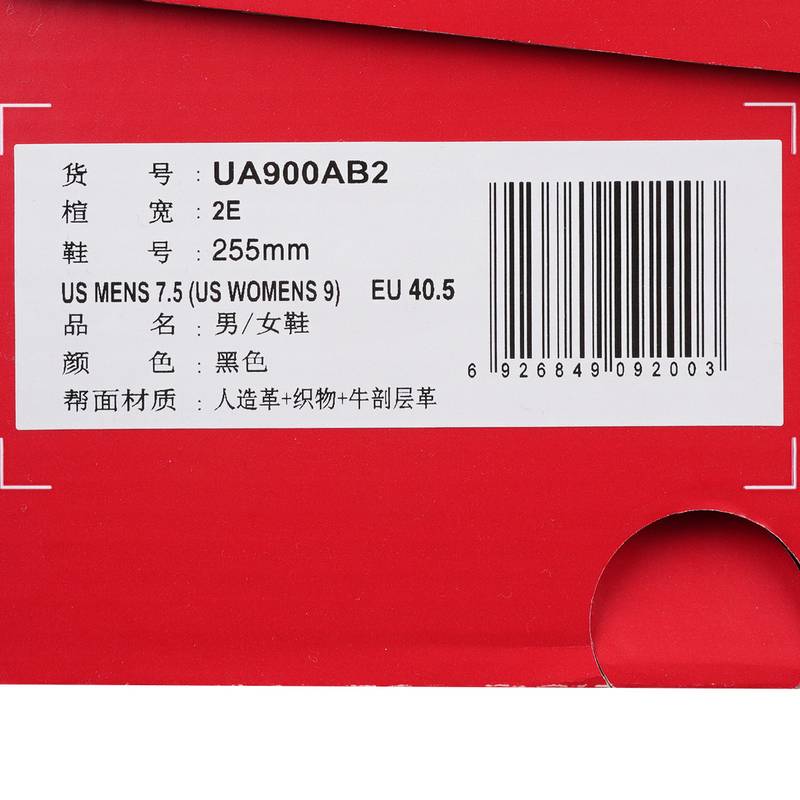 货 号 : UA900AB2
楦 宽 : 2E
鞋 号 : 255mm
US MENS 7.5 (US WOMENS 9) EU 40.5
品 名 : 男/女鞋
颜 色 : 黑色
帮面材质 : 人造革+织物+牛剖层革
6 926849 092003